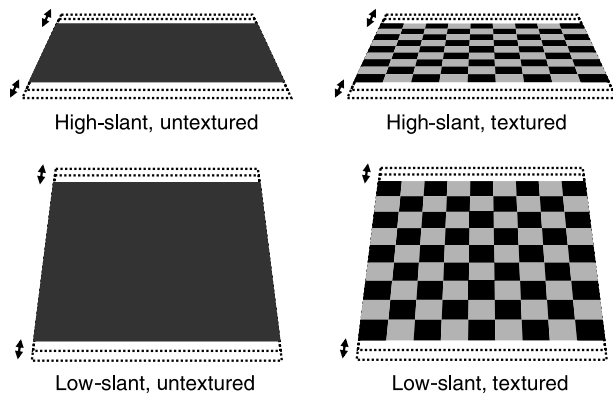 High-slant, untextured
High-slant, textured
Low-slant, untextured
Low-slant, textured